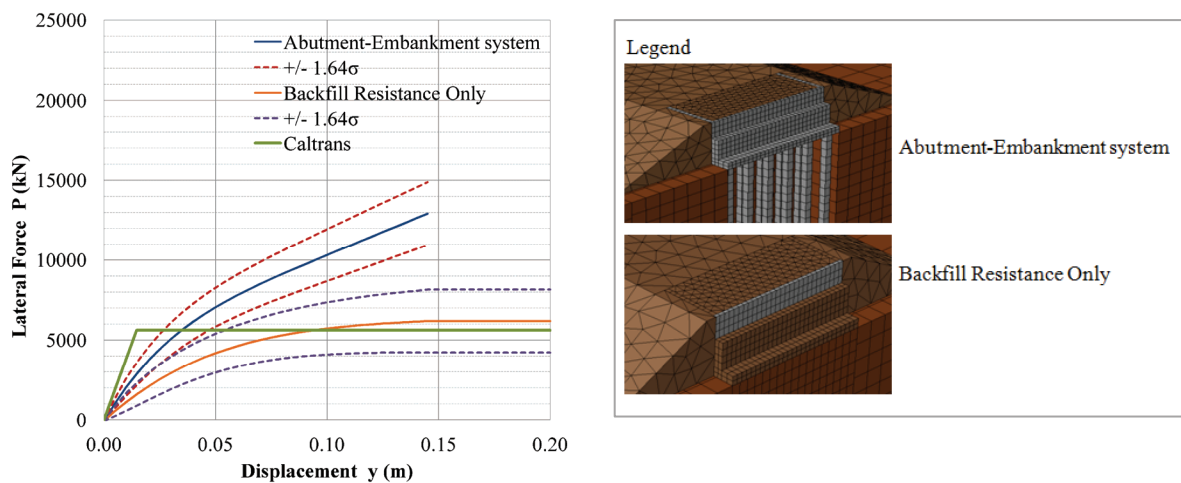 25000
20000
15000
10000
5000
0
Lateral Force P (kN)
Abutment-Embankment system
+/- 1.64σ
Backfill Resistance Only
+/- 1.64σ
Caltrans
0.00 0.05 0.10 0.15 0.20
Displacement y (m)
Legend
Abutment-Embankment system
Backfill Resistance Only